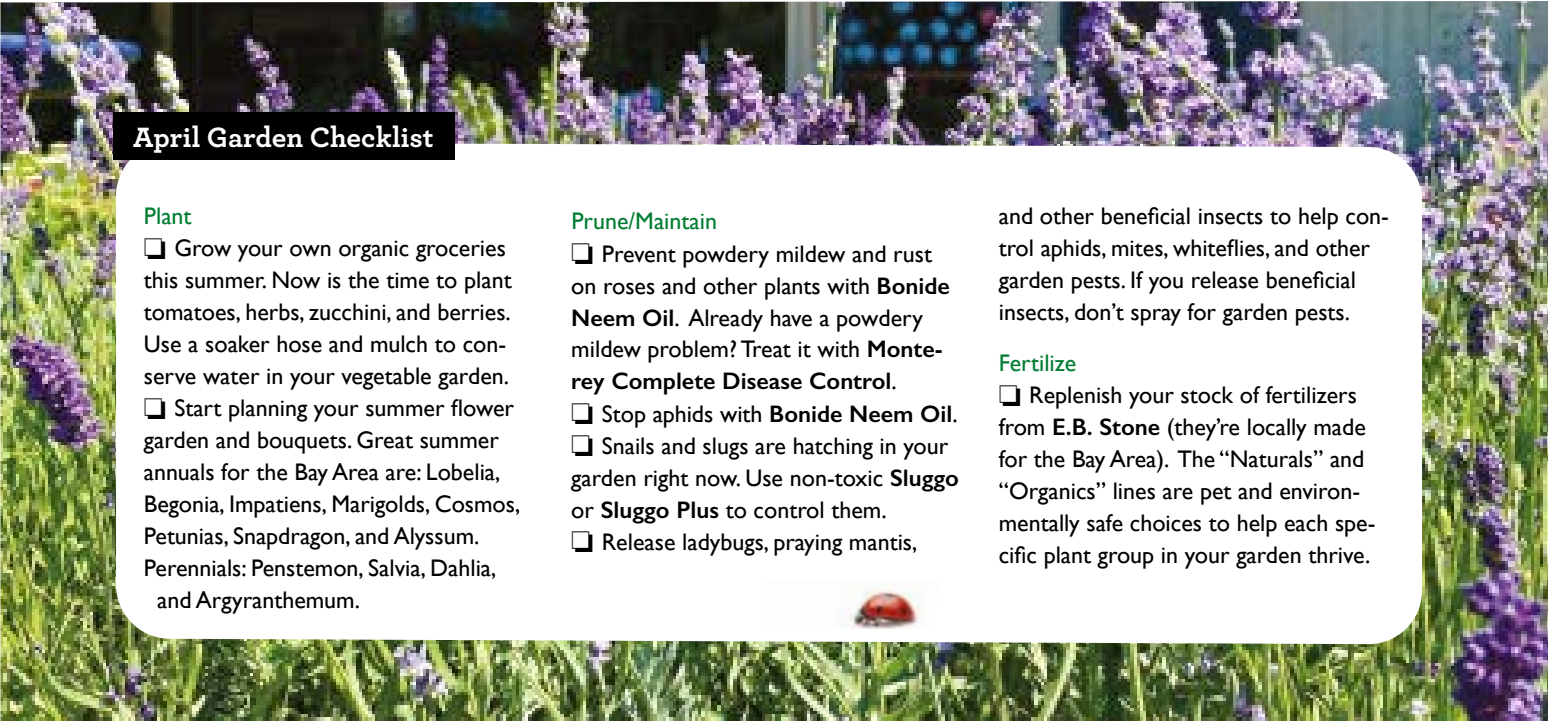 April Garden Checklist
Plant
❏ Grow your own organic groceries
this summer. Now is the time to plant
tomatoes, herbs, zucchini, and berries.
Use a soaker hose and mulch to con-
serve water in your vegetable garden.
❏ Start planning your summer flower
garden and bouquets. Great summer
annuals for the Bay Area are: Lobelia,
Begonia, Impatiens, Marigolds, Cosmos,
Petunias, Snapdragon, and Alyssum.
Perennials: Penstemon, Salvia, Dahlia,
and Argyranthemum.
Prune/Maintain
❏ Prevent powdery mildew and rust
on roses and other plants with Bonide
Neem Oil. Already have a powdery
mildew problem? Treat it with Monte-
rey Complete Disease Control.
❏ Stop aphids with Bonide Neem Oil.
❏ Snails and slugs are hatching in your
garden right now. Use non-toxic Sluggo
or Sluggo Plus to control them.
❏ Release ladybugs, praying mantis,
and other beneficial insects to help con-
trol aphids, mites, whiteflies, and other
garden pests. If you release beneficial
insects, don’t spray for garden pests.
Fertilize
❏ Replenish your stock of fertilizers
from E.B. Stone (they’re locally made
for the Bay Area). The “Naturals” and
“Organics” lines are pet and environ-
mentally safe choices to help each spe-
cific plant group in your garden thrive.